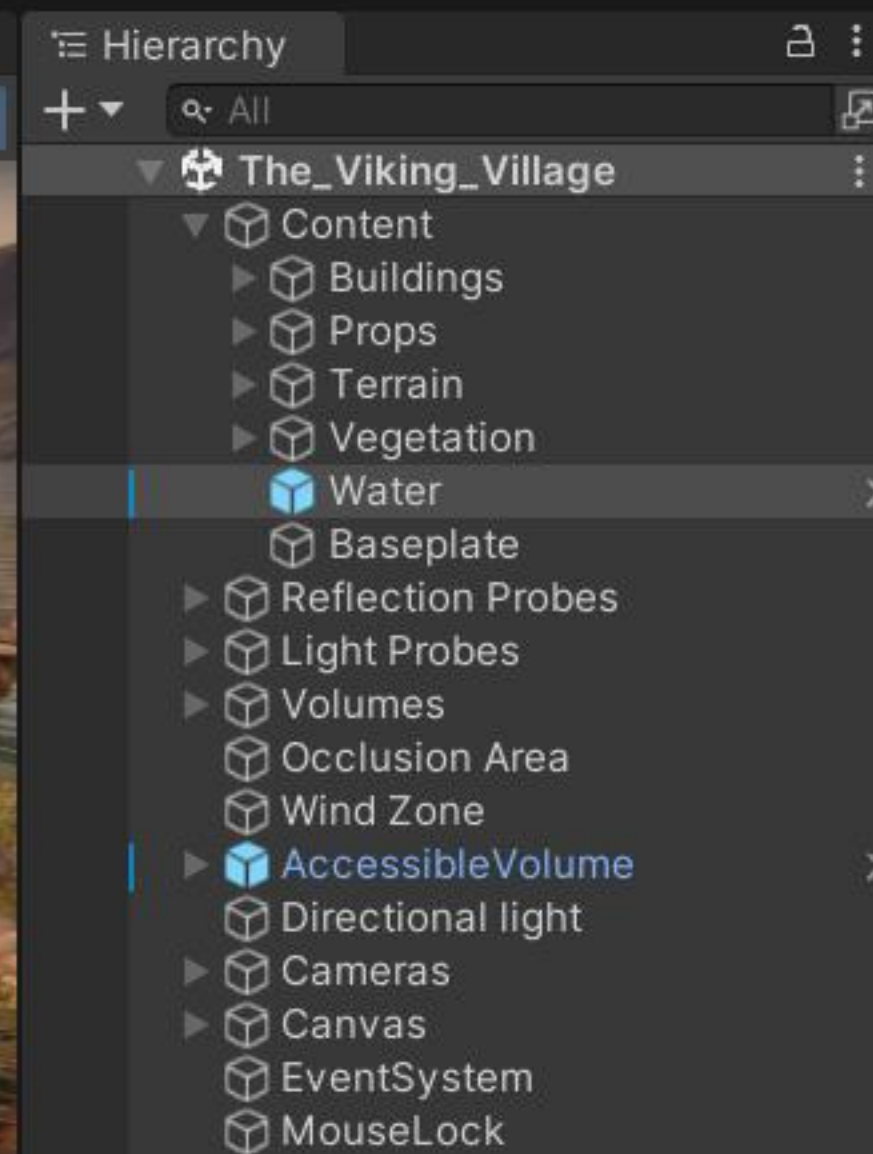 Hierarchy
All
The_Viking_Village
Content
Buildings
Props
Terrain
Vegetation
Water
Baseplate
Reflection Probes
Light Probes
Volumes
Occlusion Area
Wind Zone
AccessibleVolume
Directional light
Cameras
Canvas
EventSystem
MouseLock